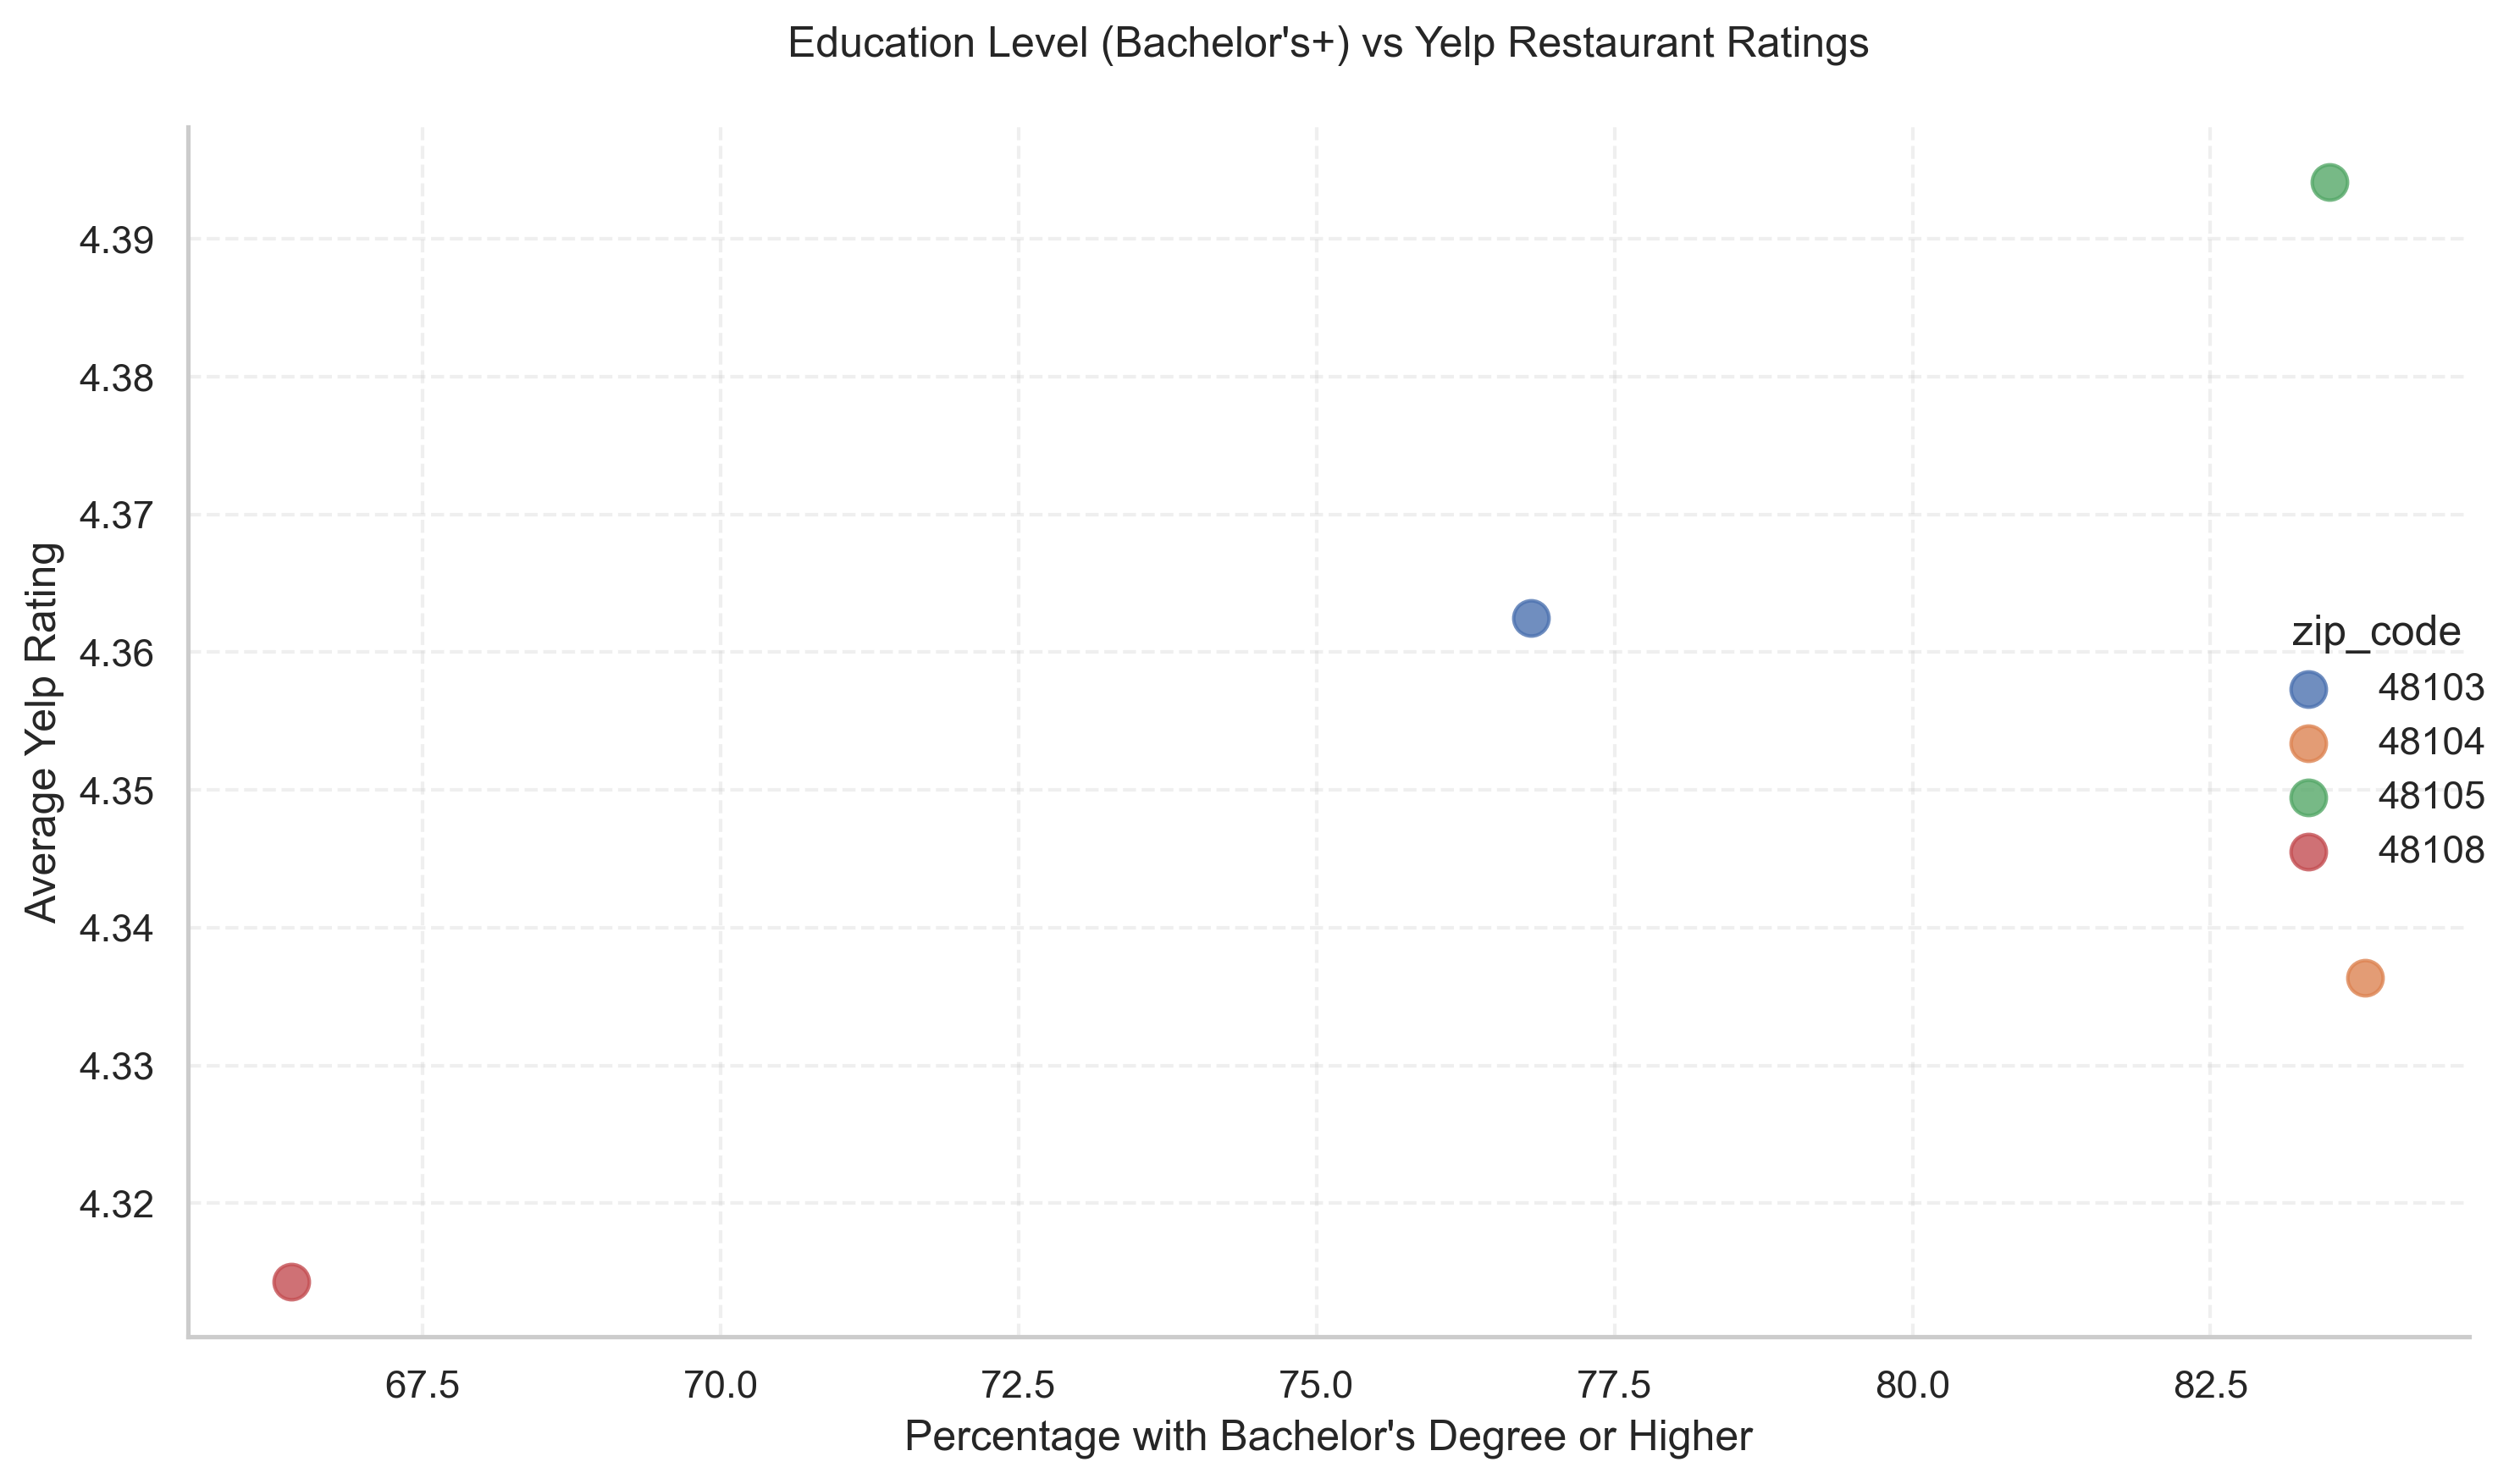 Education Level (Bachelor's+) vs Yelp Restaurant Ratings
Average Yelp Rating
4.39
4.38
4.37
4.36
4.35
4.34
4.33
4.32
zip_code
48103
48104
48105
48108
67.5 70.0 72.5 75.0 77.5 80.0 82.5
Percentage with Bachelor's Degree or Higher